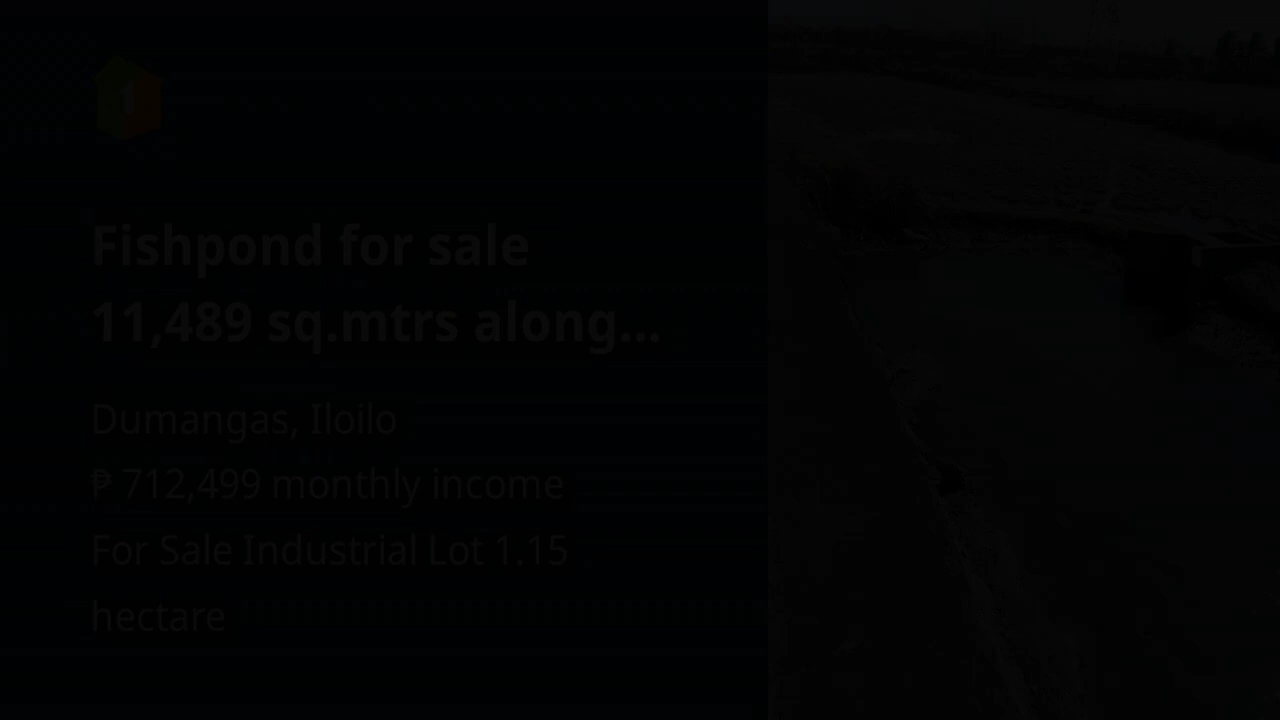 1
Fishpond for sale
11,489 sq.mtrs along...
Dumangas, Iloilo
₱ 712,499 monthly income
For Sale Industrial Lot 1.15
hectare